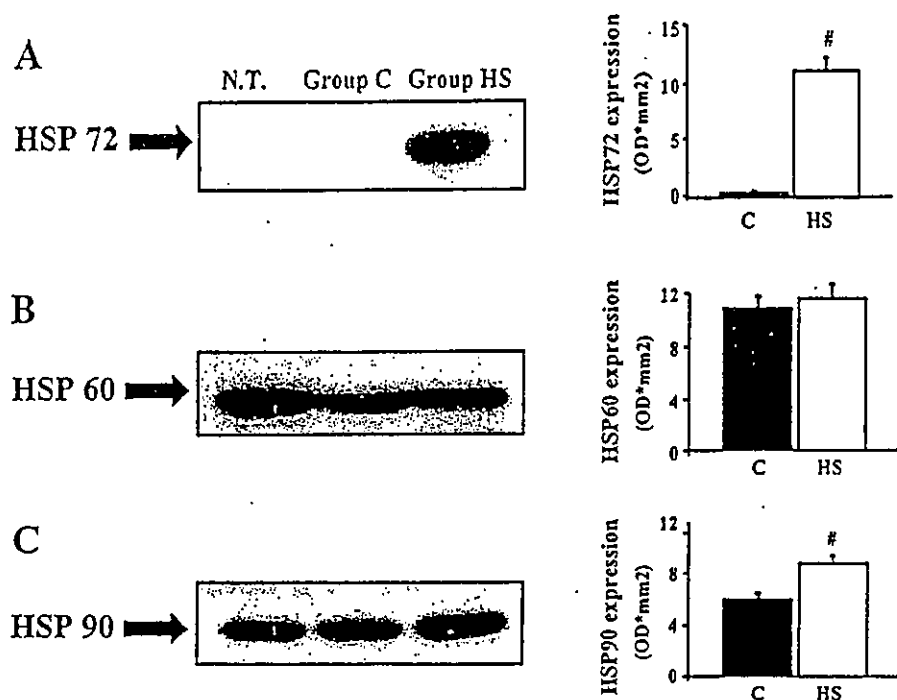 A
N.T. Group C Group HS
HSP 72
HSP72 expression
(OD*mm2)
15
10
5
0
#
C HS
B
HSP 60
HSP60 expression
(OD*mm2)
12
8
4
0
C HS
C
HSP 90
HSP90 expression
(OD*mm2)
12
8
4
0
#
C HS